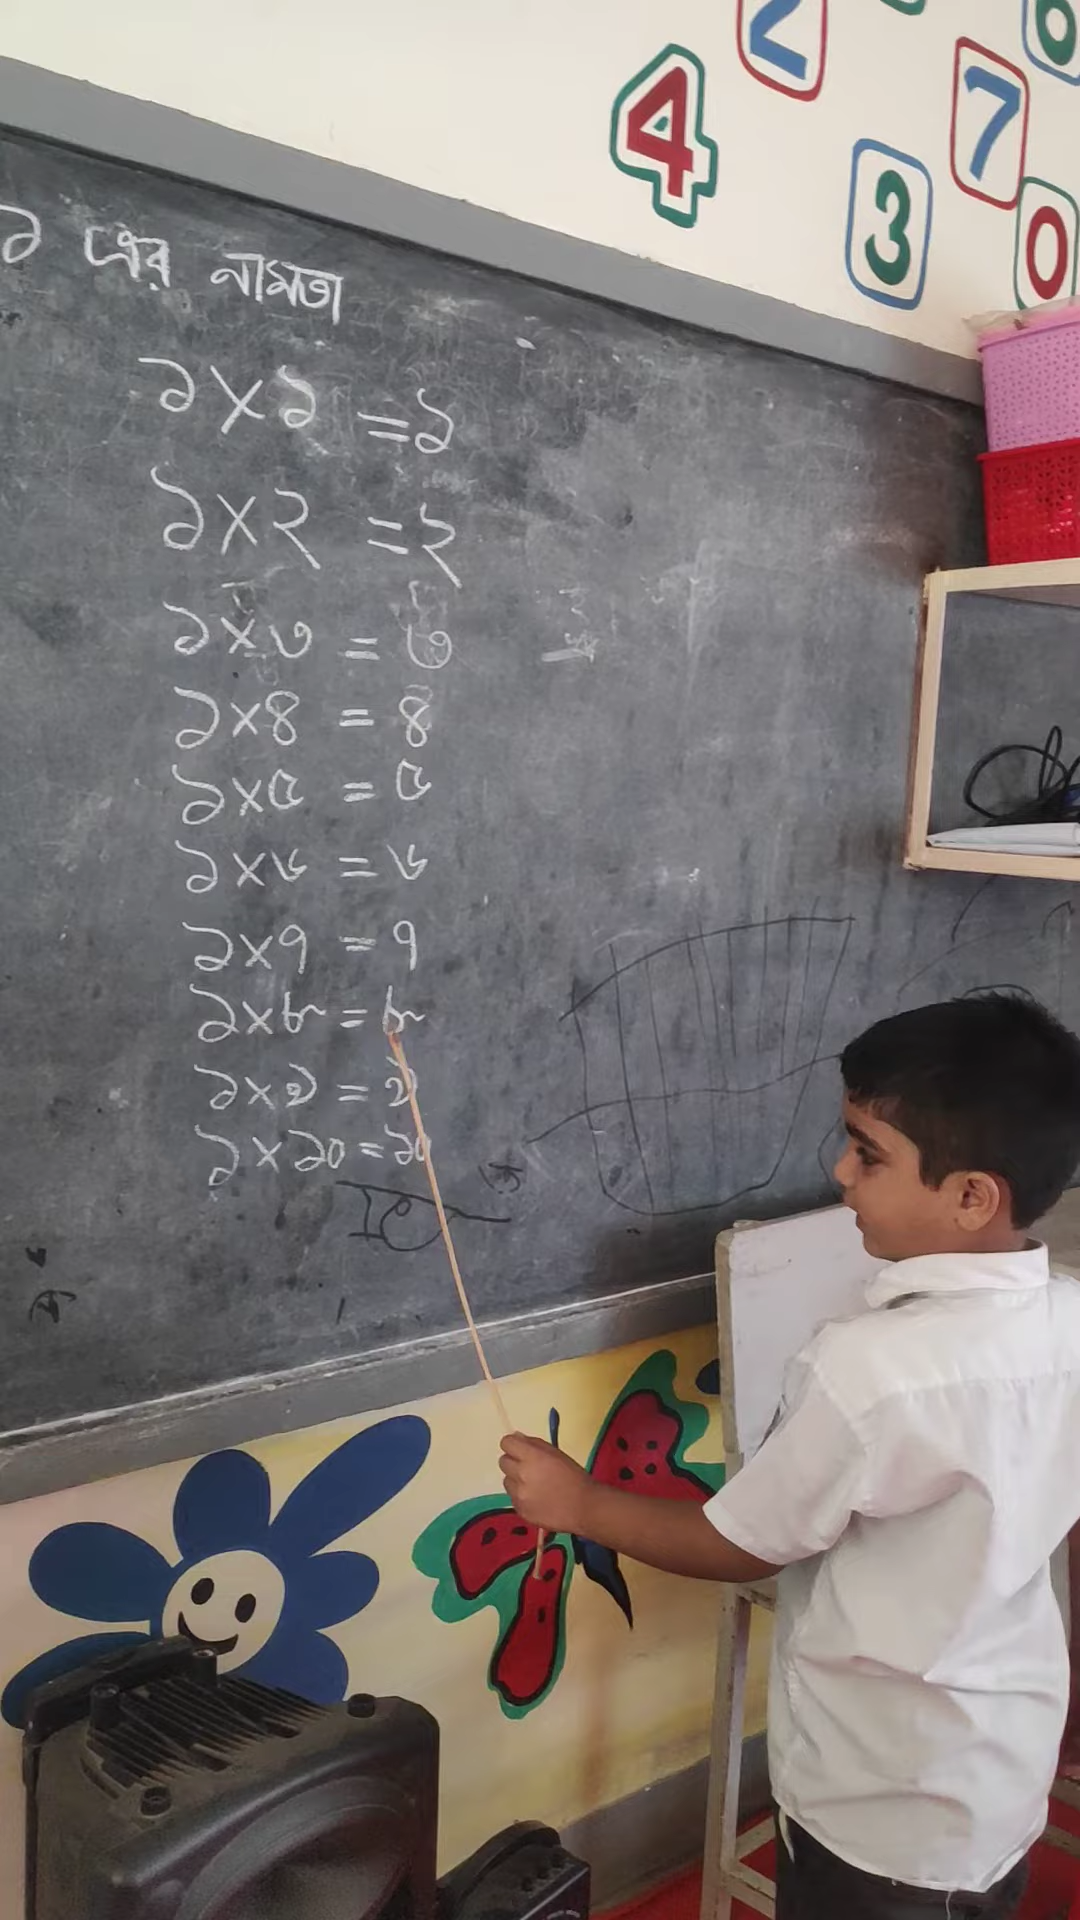 2
6
4
7
3
0
১ এর নামতা
১×১ =১
১×২ =২
১×৩ = ৩
১×৪ = ৪
১×৫ = ৫
১×৬ = ৬
১×৭ = ৭
১×৮ = ৮
১×৯ = ৯
১×১০=১০